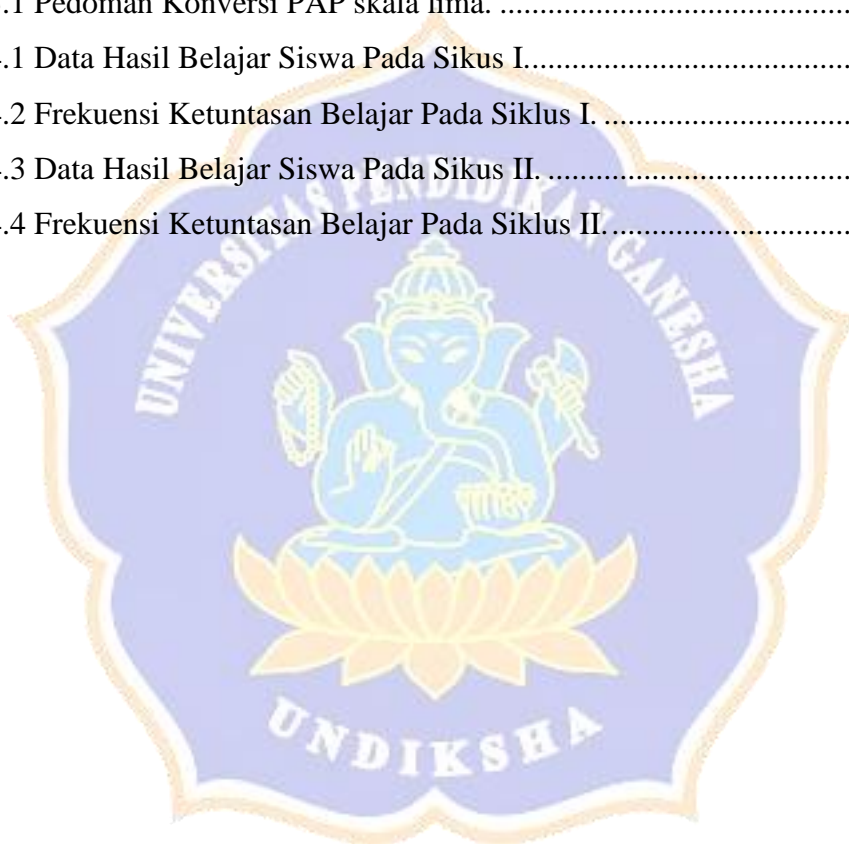 .1 Pedoman Konversi PAP skala lima. ........................................
.1 Data Hasil Belajar Siswa Pada Sikus I. ........................................
.2 Frekuensi Ketuntasan Belajar Pada Siklus I. ...............................
.3 Data Hasil Belajar Siswa Pada Sikus II. ......................................
.4 Frekuensi Ketuntasan Belajar Pada Siklus II. ..............................
UNIVERSITAS PENDIDIKAN GANESHA
UNDIKSHA